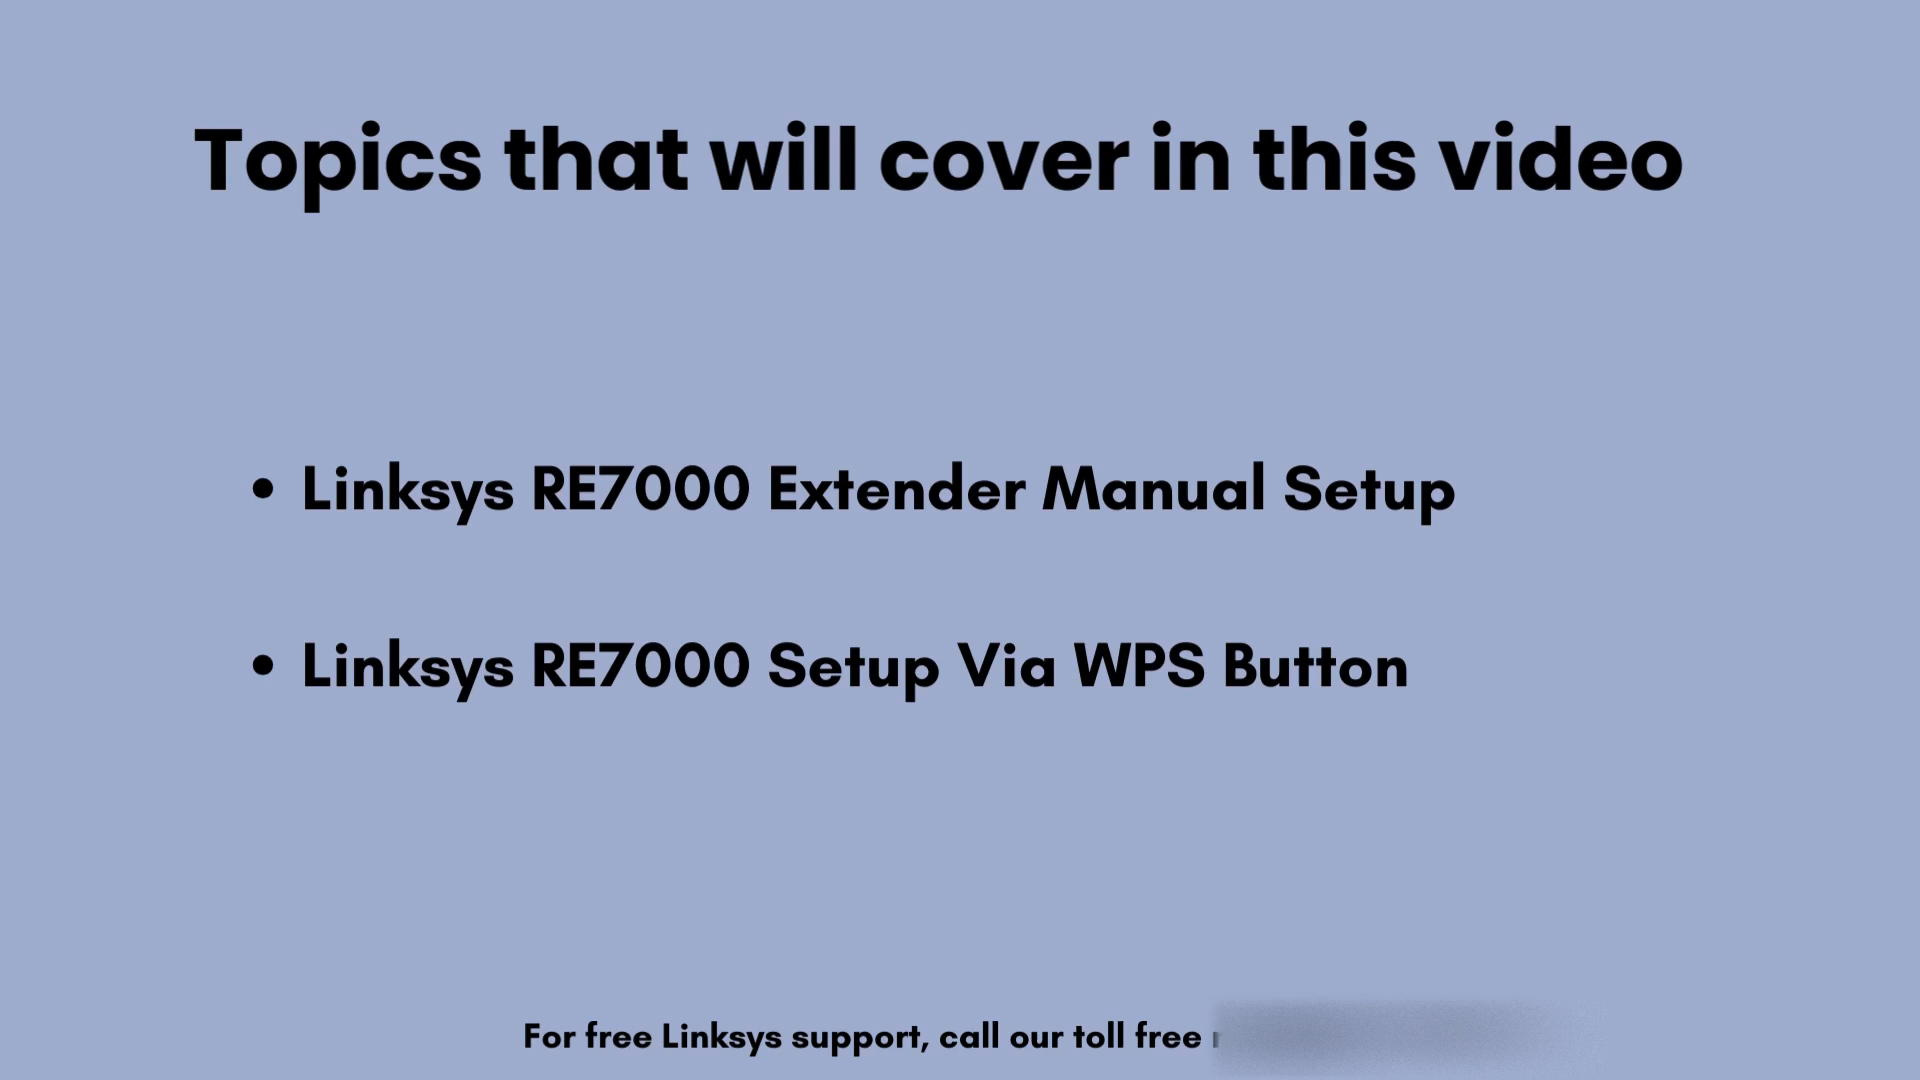 Topics that will cover in this video
• Linksys RE7000 Extender Manual Setup
• Linksys RE7000 Setup Via WPS Button
For free Linksys support, call our toll free